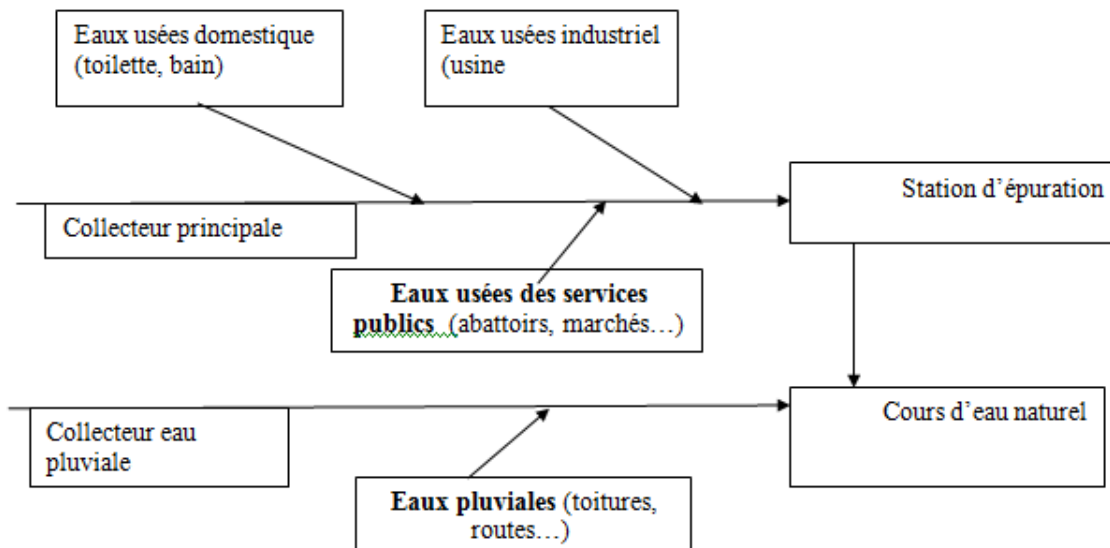 Eaux usées domestique
(toilette, bain)
Eaux usées industriel
(usine
Station d’épuration
Collecteur principale
Eaux usées des services
publics (abattoirs, marchés…)
Cours d’eau naturel
Collecteur eau
pluviale
Eaux pluviales (toitures,
routes…)